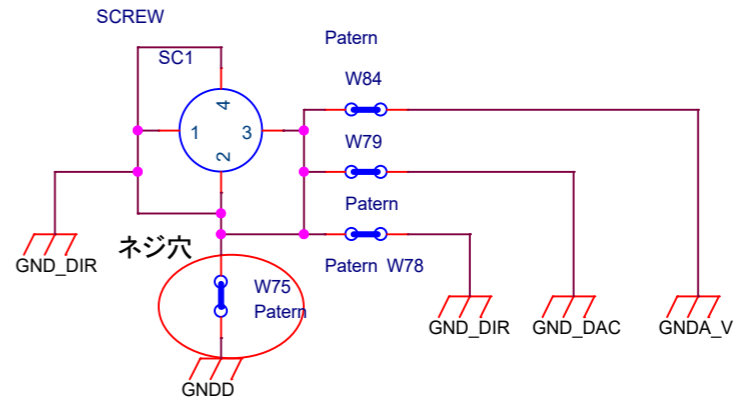 SCREW
Patern
SC1
W84
4
1
3
2
W79
Patern
ネジ穴
GND_DIR
Patern W78
W75
Patern
GND_DIR
GND_DAC
GNDA_V
GNDD